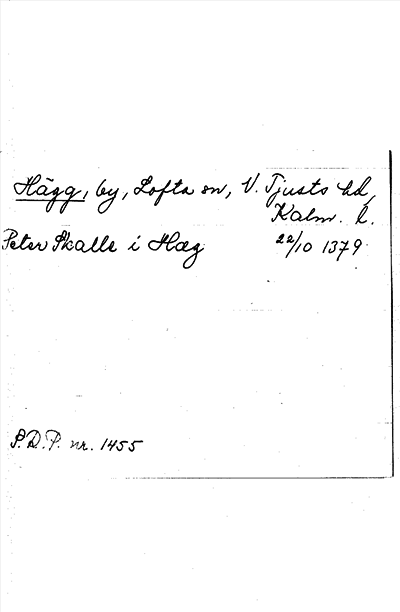 Hägg, by, Lofta sn, V. Tjusts hd,
Kalm. l.
Peter Skalle i Hæg 22/10 1379
S.D.P. nr. 1455